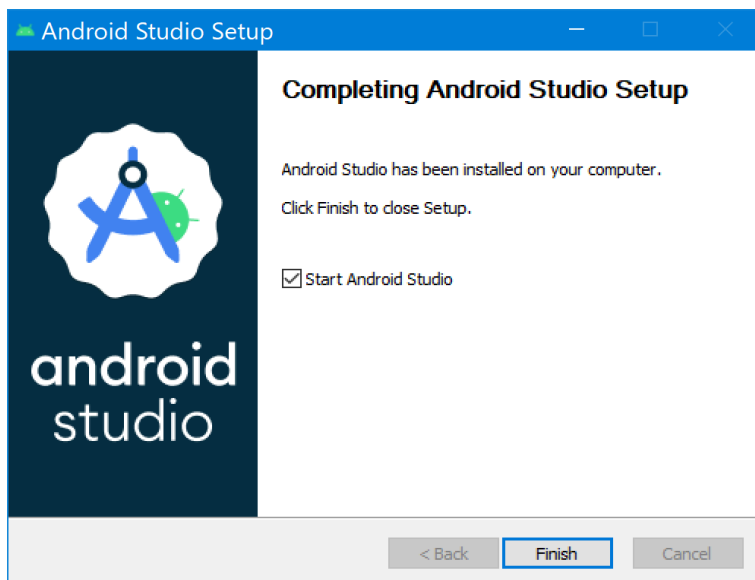 Android Studio Setup
Completing Android Studio Setup
Android Studio has been installed on your computer.
Click Finish to close Setup.
Start Android Studio
android
studio
< Back
Finish
Cancel